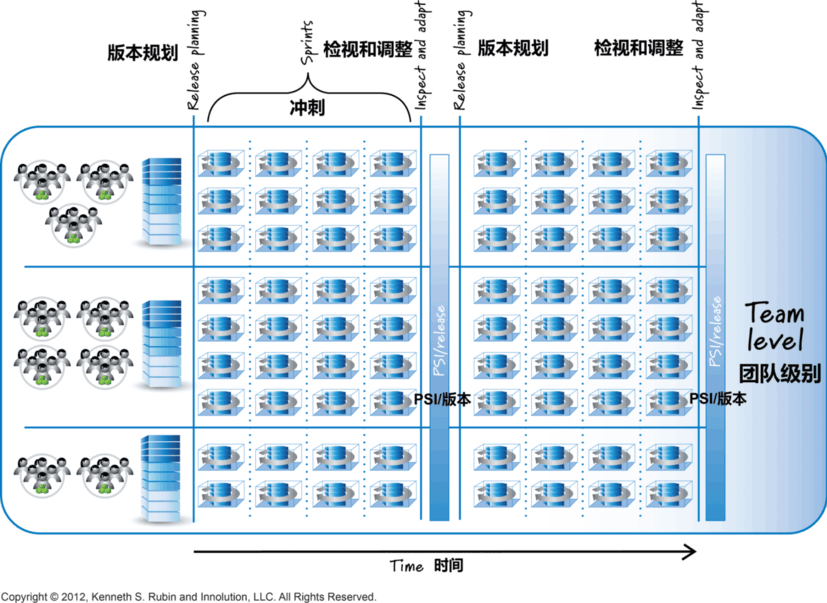 版本规划
Release planning
Sprints
检视和调整
Inspect and adapt
Release planning
版本规划
检视和调整
Inspect and adapt
冲刺
PSI/release
PSI/版本
PSI/release
PSI/版本
Team
level
团队级别
Time 时间
Copyright © 2012, Kenneth S. Rubin and Innolution, LLC. All Rights Reserved.